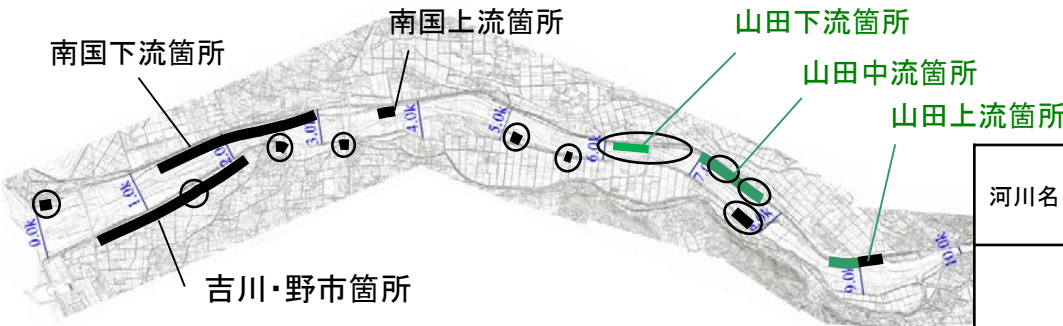 南国上流箇所
山田下流箇所
南国下流箇所
山田中流箇所
山田上流箇所
河川名
吉川・野市箇所
0.0k
1.0k
2.0k
3.0k
4.0k
5.0k
6.0k
9.0k
10.0k